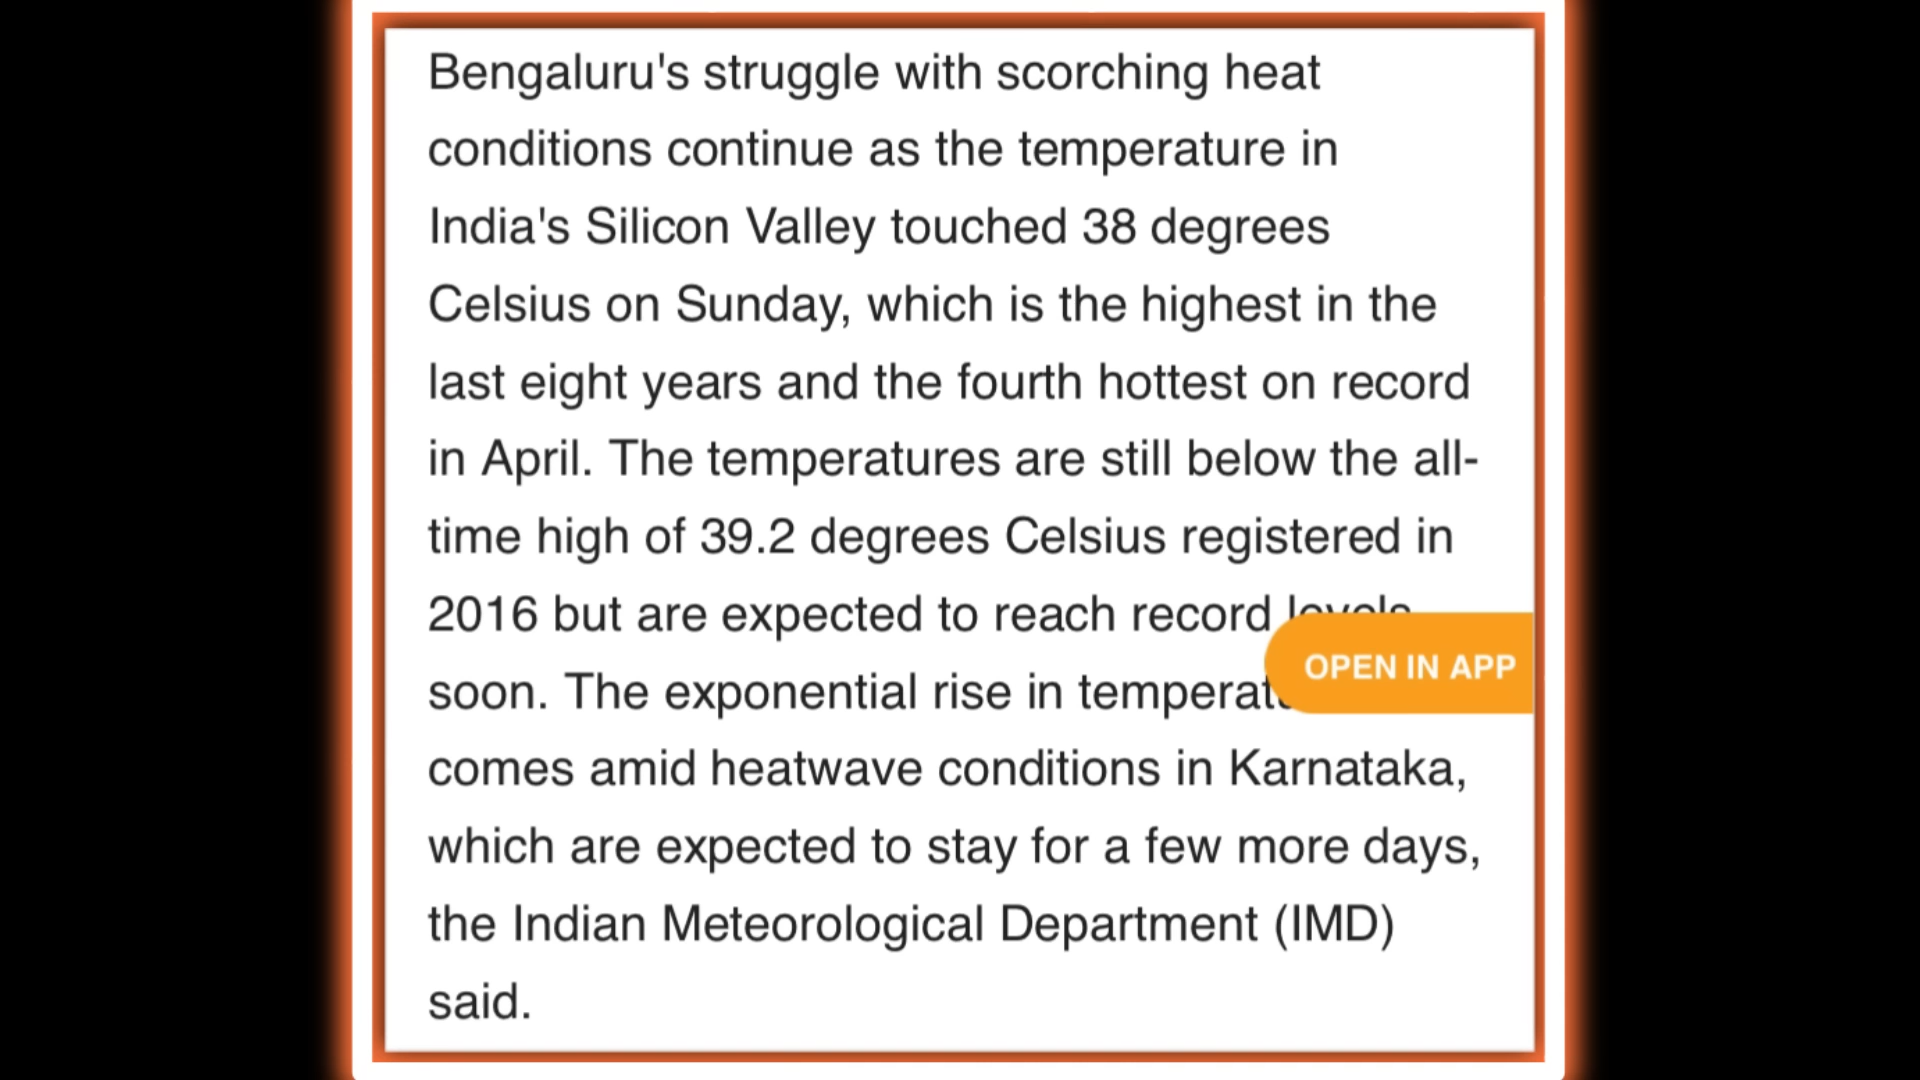 Bengaluru's struggle with scorching heat
conditions continue as the temperature in
India's Silicon Valley touched 38 degrees
Celsius on Sunday, which is the highest in the
last eight years and the fourth hottest on record
in April. The temperatures are still below the all-
time high of 39.2 degrees Celsius registered in
2016 but are expected to reach record levels
OPEN IN APP
soon. The exponential rise in
comes amid heatwave conditions in Karnataka,
which are expected to stay for a few more days,
the Indian Meteorological Department (IMD)
said.